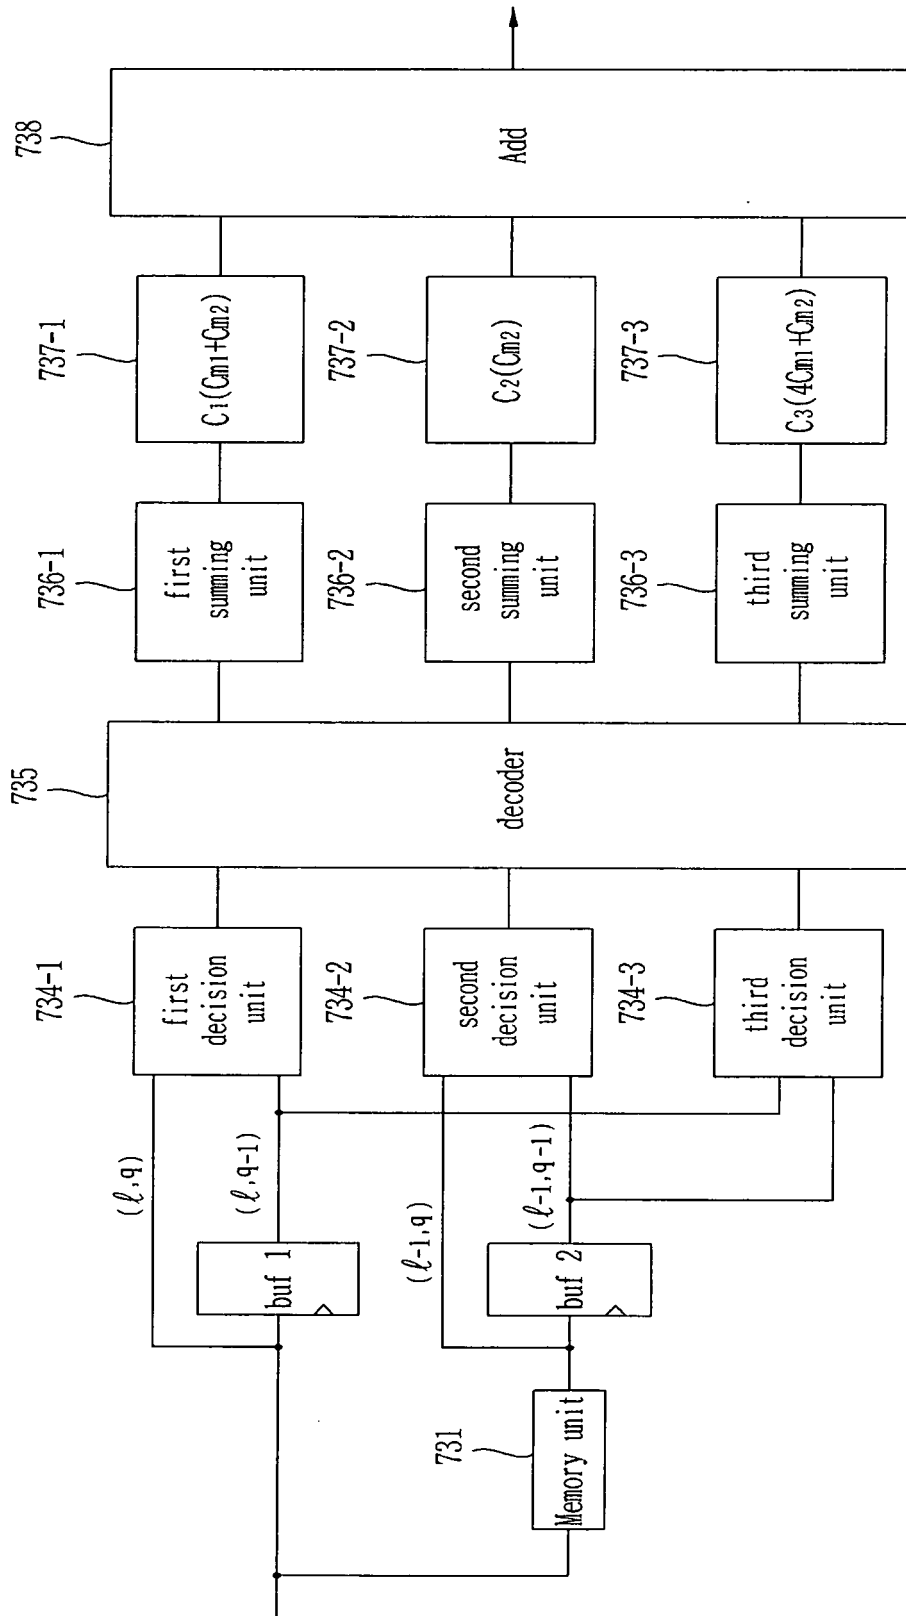 (ℓ,q)
buf 1
(ℓ,q-1)
731
Memory unit
(ℓ-1,q)
buf 2
(ℓ-1,q-1)
734-1
first
decision
unit
734-2
second
decision
unit
734-3
third
decision
unit
735
decoder
736-1
first
summing
unit
736-2
second
summing
unit
736-3
third
summing
unit
737-1
C1(Cm1+Cm2)
737-2
C2(Cm2)
737-3
C3(4Cm1+Cm2)
738
Add